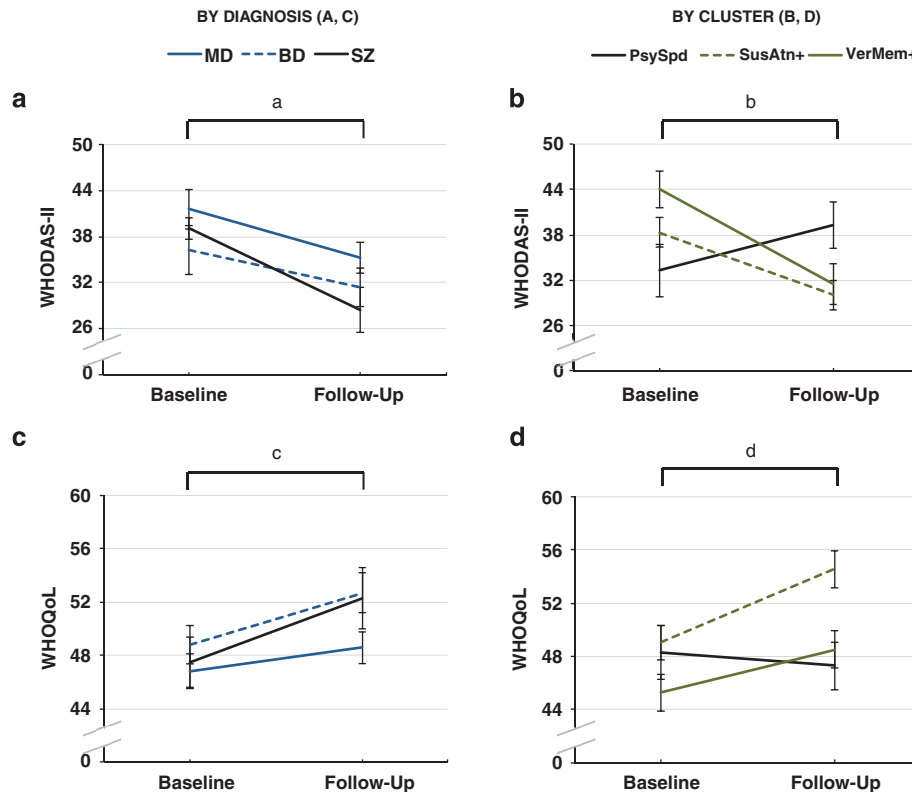 BY DIAGNOSIS (A, C)
BY CLUSTER (B, D)
MD BD SZ
PsySpd SusAtn+ VerMem+
a
a
50
44
38
32
26
0
WHODAS-II
Baseline Follow-Up
b
b
50
44
38
32
26
0
WHODAS-II
Baseline Follow-Up
c
c
60
56
52
48
44
0
WHOQoL
Baseline Follow-Up
d
d
60
56
52
48
44
0
WHOQoL
Baseline Follow-Up